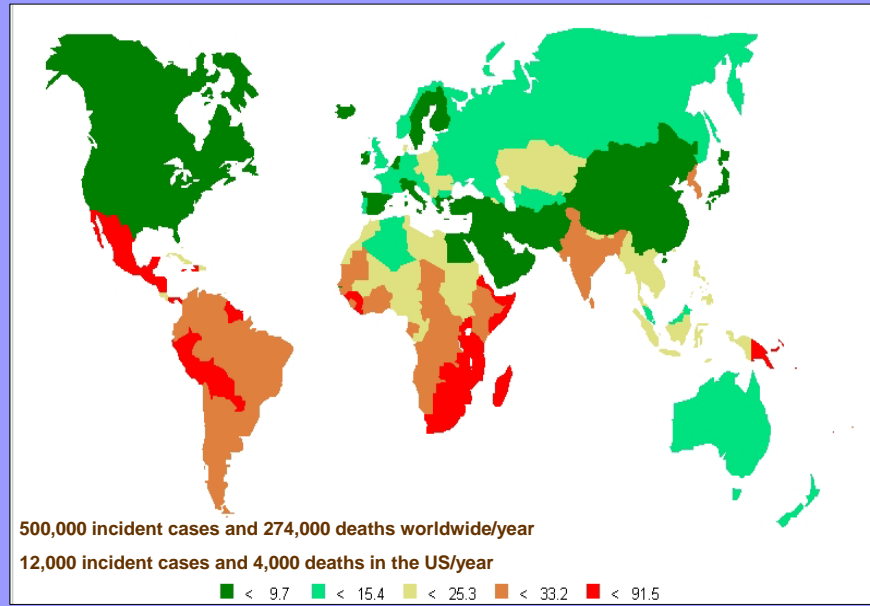 500,000 incident cases and 274,000 deaths worldwide/year
12,000 incident cases and 4,000 deaths in the US/year
< 9.7 < 15.4 < 25.3 < 33.2 < 91.5